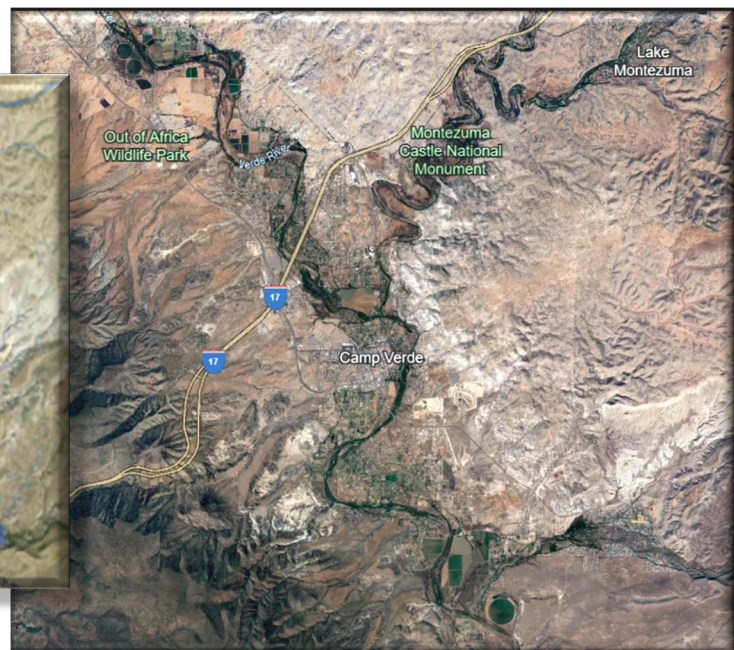 Lake
Montezuma
Out of Africa
Wildlife Park
Verde River
Montezuma
Castle National
Monument
17
17
Camp Verde